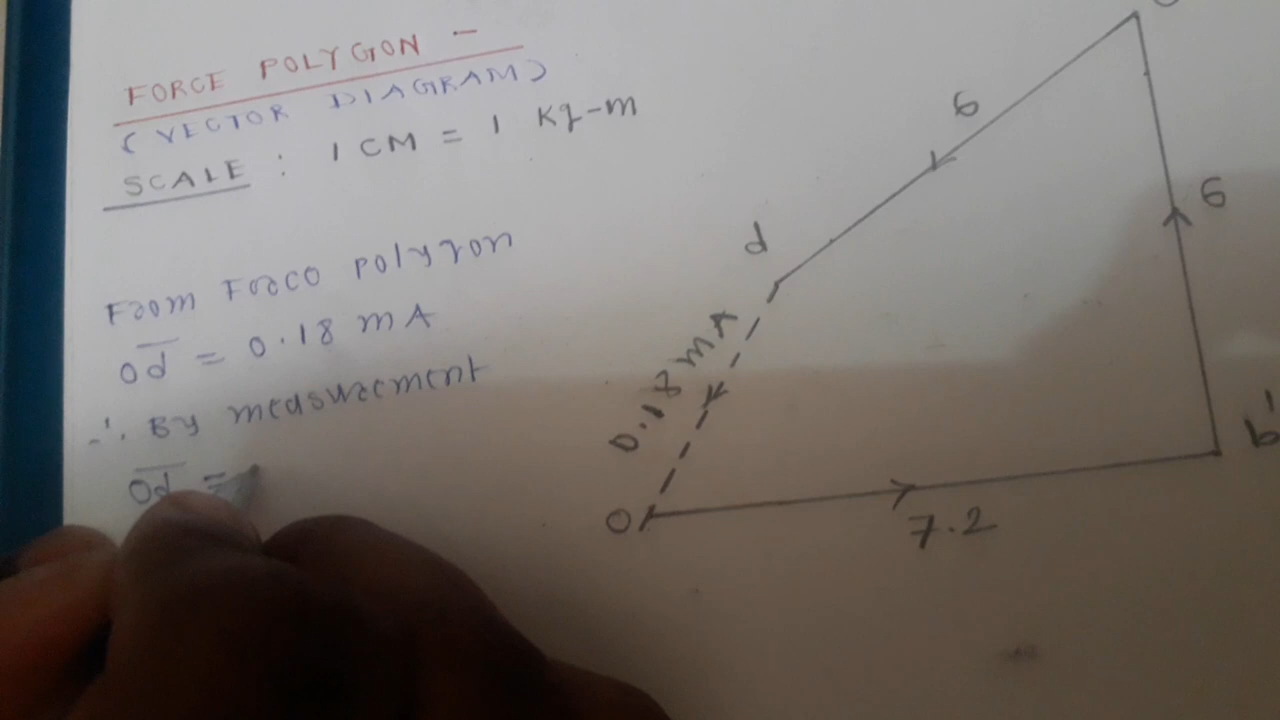 FORCE POLYGON -
(VECTOR DIAGRAM)
SCALE : 1 CM = 1 Kg-m
From Force polygon
od = 0.18 mA
∴ By measurement
od =
d
6
6
0.18 mA
b'
o
7.2